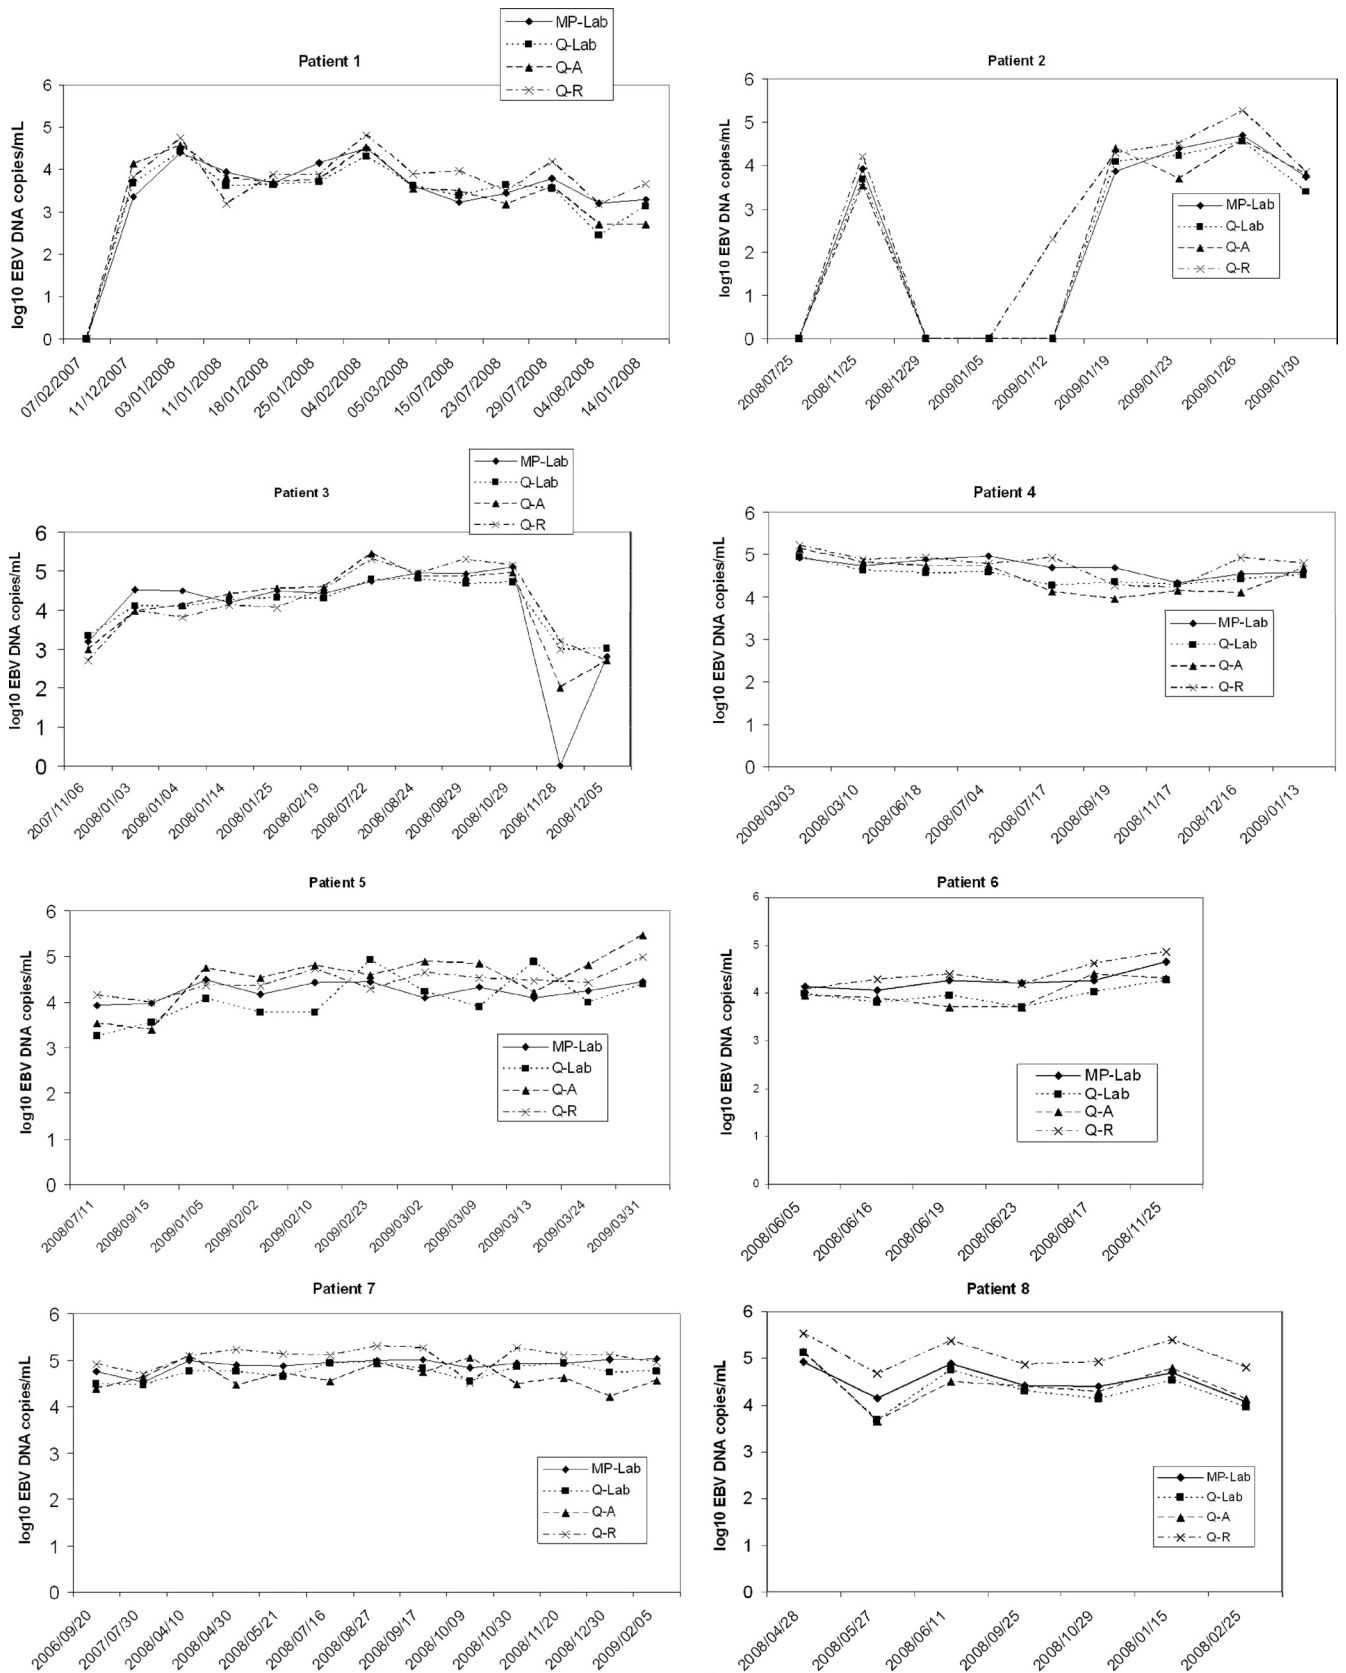 MP-Lab
Q-Lab
Q-A
Q-R
Patient 1
log10 EBV DNA copies/mL
6
5
4
3
2
1
0
07/02/2007
11/12/2007
03/01/2008
11/01/2008
18/01/2008
25/01/2008
04/02/2008
05/03/2008
15/07/2008
23/07/2008
29/07/2008
04/08/2008
14/01/2008
Patient 2
log10 EBV DNA copies/mL
6
5
4
3
2
1
0
MP-Lab
Q-Lab
Q-A
Q-R
2008/07/25
2008/11/25
2008/12/29
2009/01/05
2009/01/12
2009/01/19
2009/01/23
2009/01/26
2009/01/30
MP-Lab
Q-Lab
Q-A
Q-R
Patient 3
log10 EBV DNA copies/mL
6
5
4
3
2
1
0
2007/11/06
2008/01/03
2008/01/04
2008/01/14
2008/01/25
2008/02/19
2008/07/22
2008/08/24
2008/08/29
2008/10/29
2008/11/28
2008/12/05
Patient 4
log10 EBV DNA copies/mL
6
5
4
3
2
1
0
MP-Lab
Q-Lab
Q-A
Q-R
2008/03/03
2008/03/10
2008/06/18
2008/07/04
2008/07/17
2008/09/19
2008/11/17
2008/12/16
2009/01/13
Patient 5
log10 EBV DNA copies/mL
6
5
4
3
2
1
0
MP-Lab
Q-Lab
Q-A
Q-R
2008/07/11
2008/09/15
2009/01/05
2009/02/02
2009/02/10
2009/02/23
2009/03/02
2009/03/09
2009/03/13
2009/03/24
2009/03/31
Patient 6
log10 EBV DNA copies/mL
6
5
4
3
2
1
0
MP-Lab
Q-Lab
Q-A
Q-R
2008/06/05
2008/06/16
2008/06/19
2008/06/23
2008/08/17
2008/11/25
Patient 7
log10 EBV DNA copies/mL
6
5
4
3
2
1
0
MP-Lab
Q-Lab
Q-A
Q-R
2006/09/20
2007/07/30
2008/04/10
2008/04/30
2008/05/21
2008/07/16
2008/08/27
2008/09/17
2008/10/09
2008/10/30
2008/11/20
2008/12/30
2009/02/05
Patient 8
log10 EBV DNA copies/mL
6
5
4
3
2
1
0
MP-Lab
Q-Lab
Q-A
Q-R
2008/04/28
2008/05/27
2008/06/11
2008/09/25
2008/10/29
2008/01/15
2008/02/25